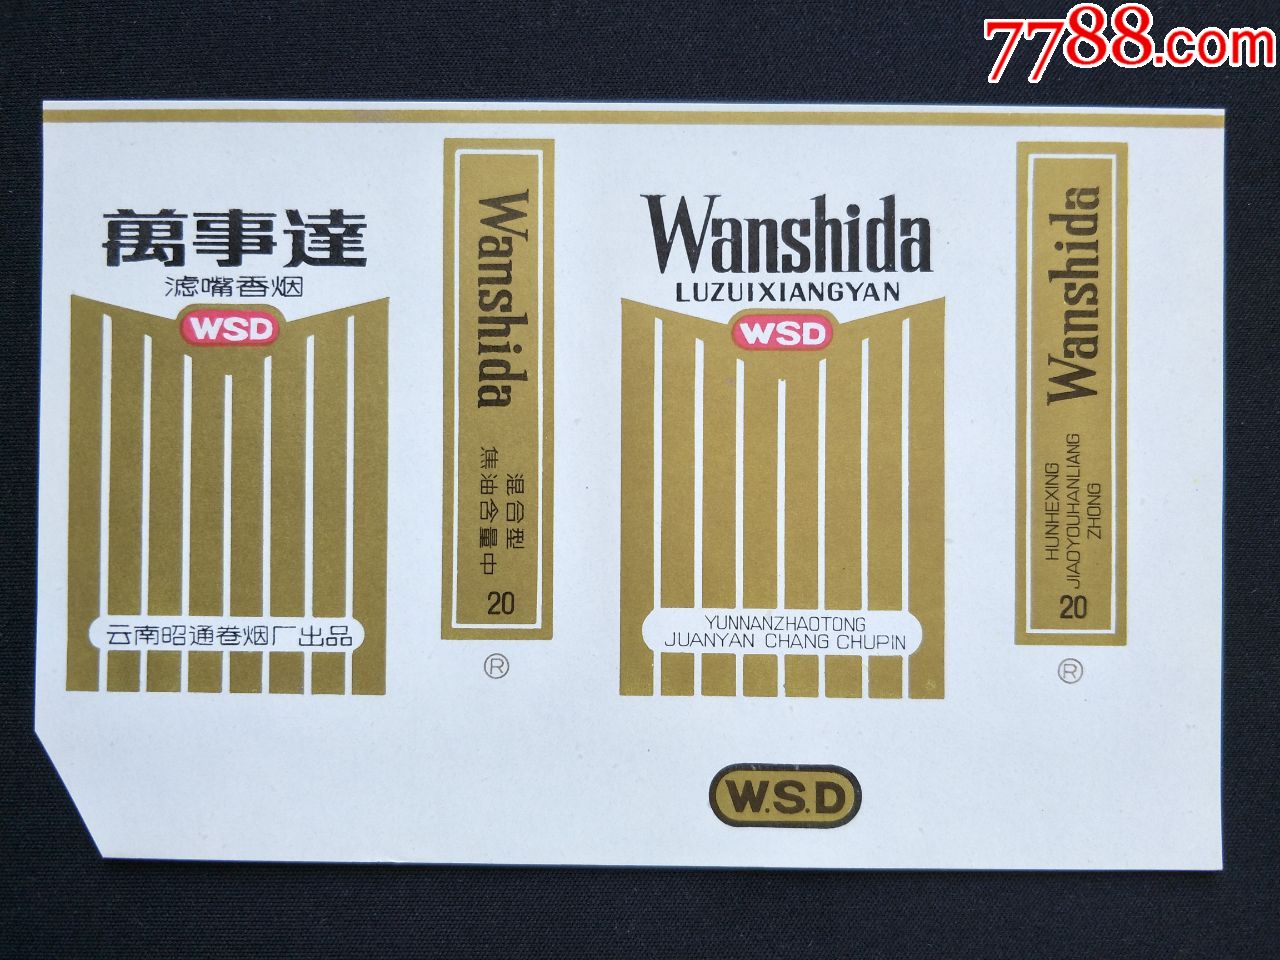 7788.com
萬事達
滤嘴香烟
WSD
云南昭通卷烟厂出品
Wanshida
混合型
焦油含量中
20
®
Wanshida
LUZUIXIANGYAN
WSD
YUNNANZHAOTONG
JUANYAN CHANG CHUPIN
W.S.D
Wanshida
HUNHEXING
JIAOYOUHANLIANG
ZHONG
20
®